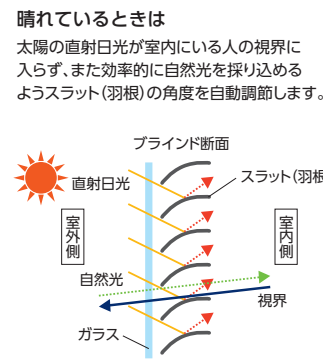 晴れているときは
太陽の直射日光が室内にいる人の視界に
入らず、また効率的に自然光を採り込める
ようスラット(羽根)の角度を自動調節します。
ブラインド断面
直射日光
スラット(羽根
室外側
室内側
自然光
視界
ガラス